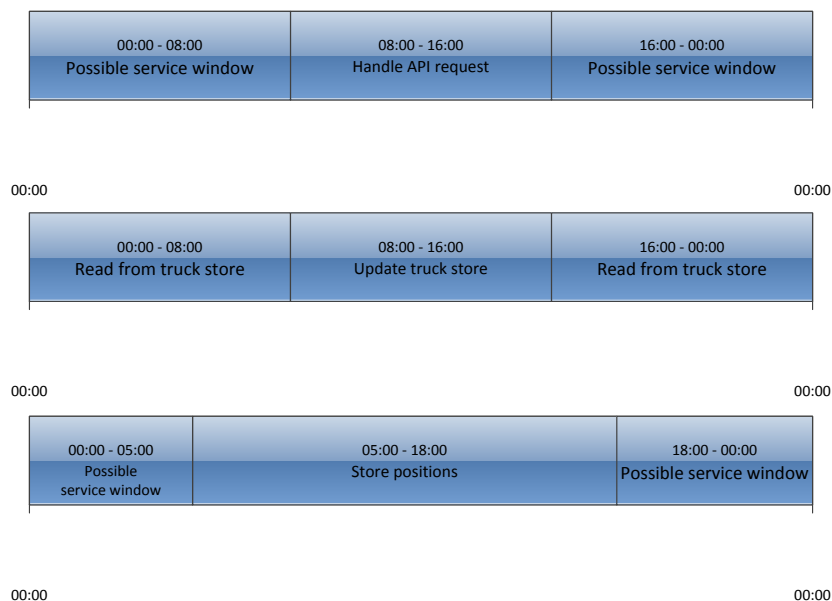 00:00 - 08:00
Possible service window
08:00 - 16:00
Handle API request
16:00 - 00:00
Possible service window
00:00
00:00
00:00 - 08:00
Read from truck store
08:00 - 16:00
Update truck store
16:00 - 00:00
Read from truck store
00:00
00:00
00:00 - 05:00
Possible
service window
05:00 - 18:00
Store positions
18:00 - 00:00
Possible service window
00:00
00:00